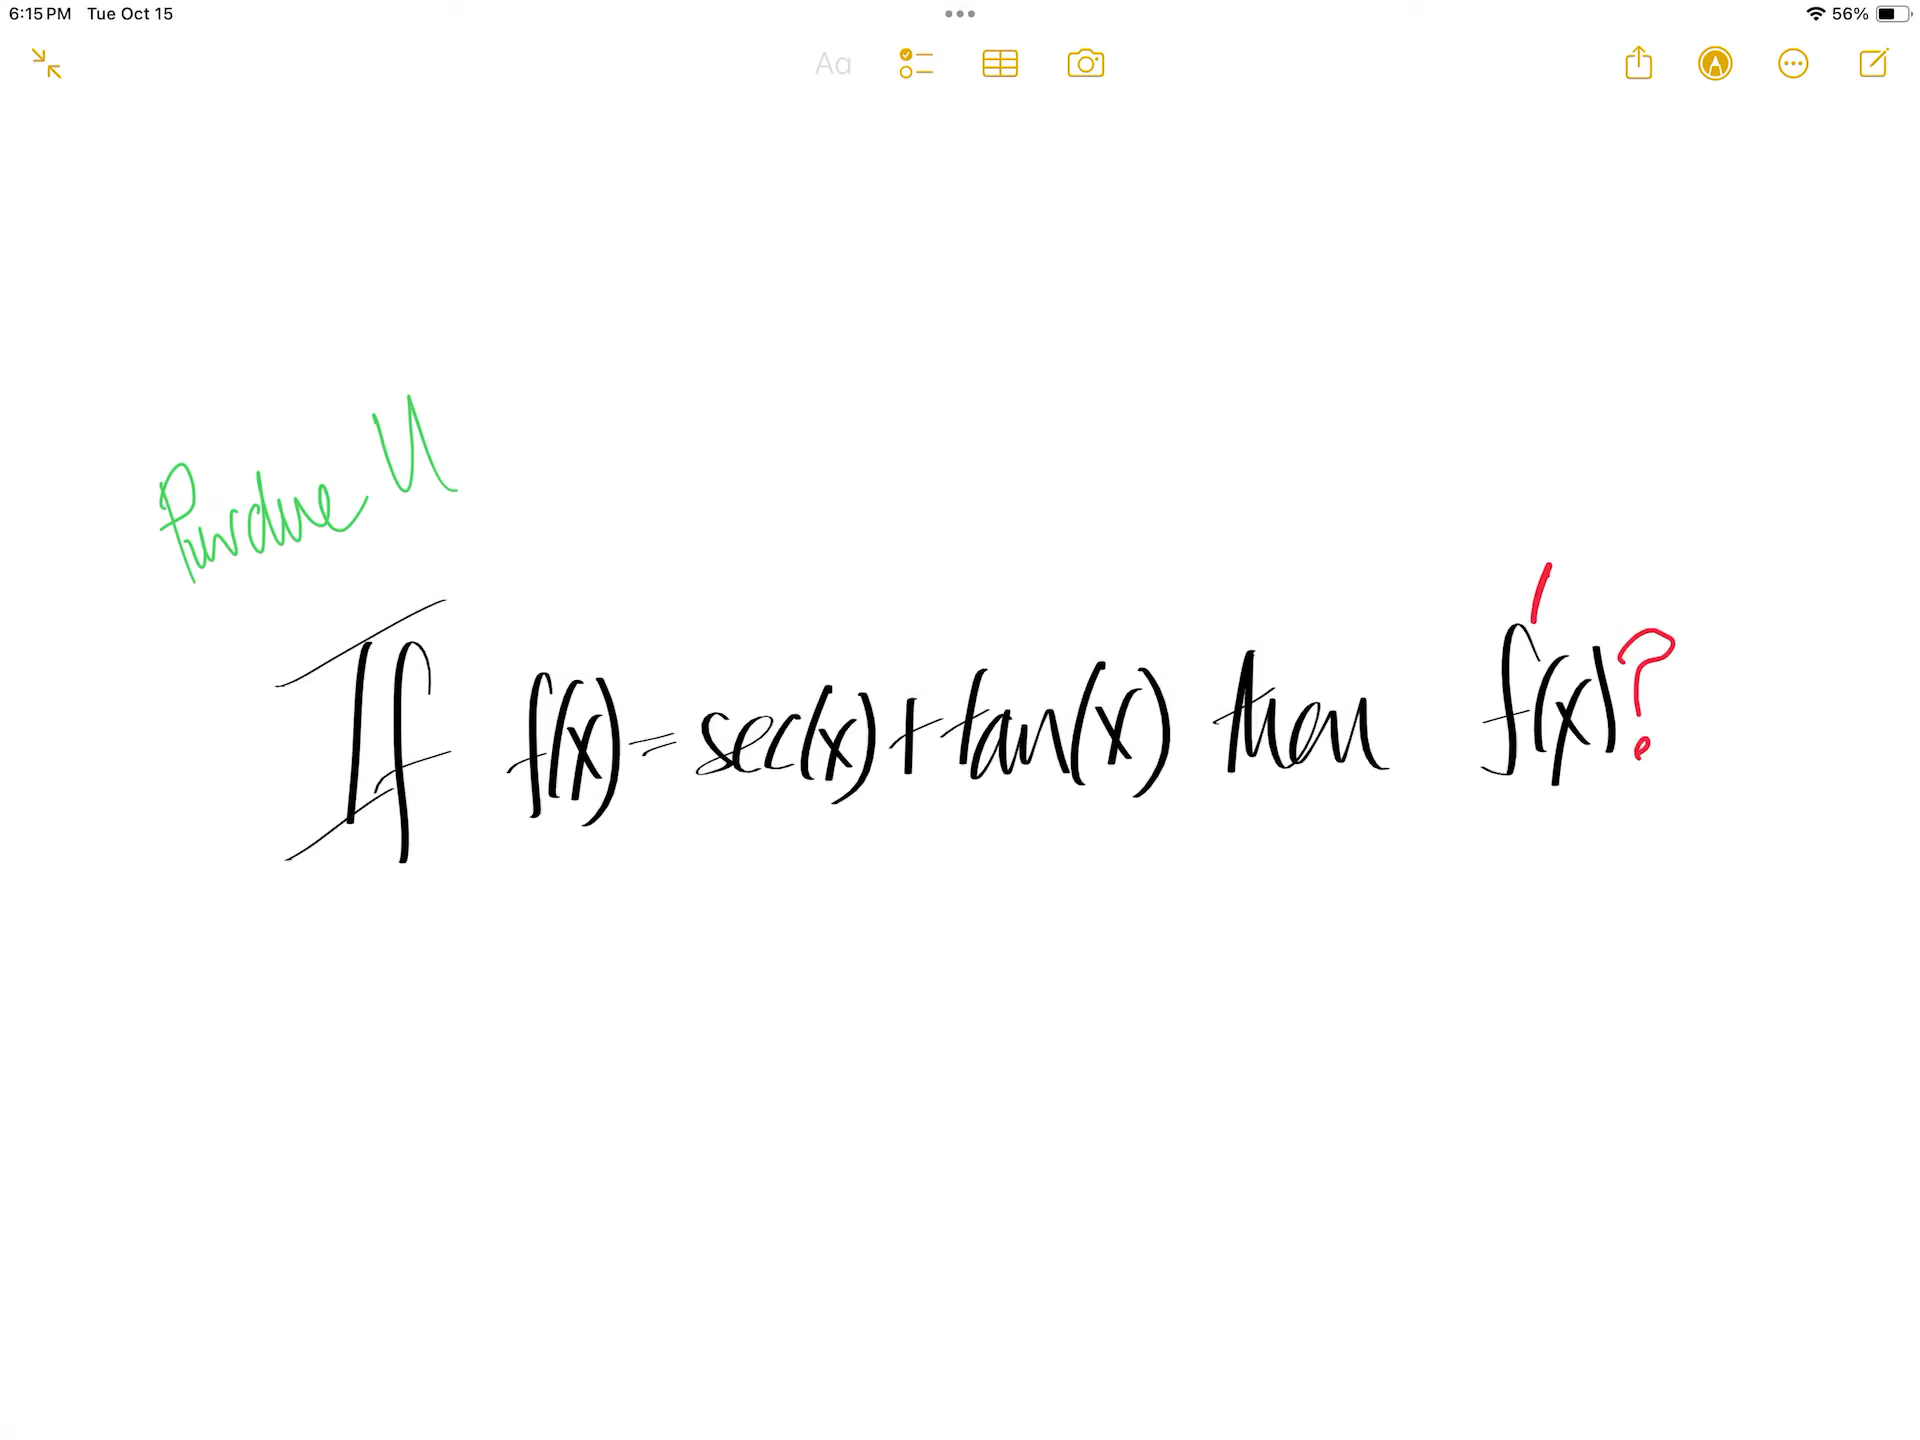 6:15 PM Tue Oct 15
56%
Aa
Purdue U
If f(x) = sec(x) + tan(x) then f'(x)?